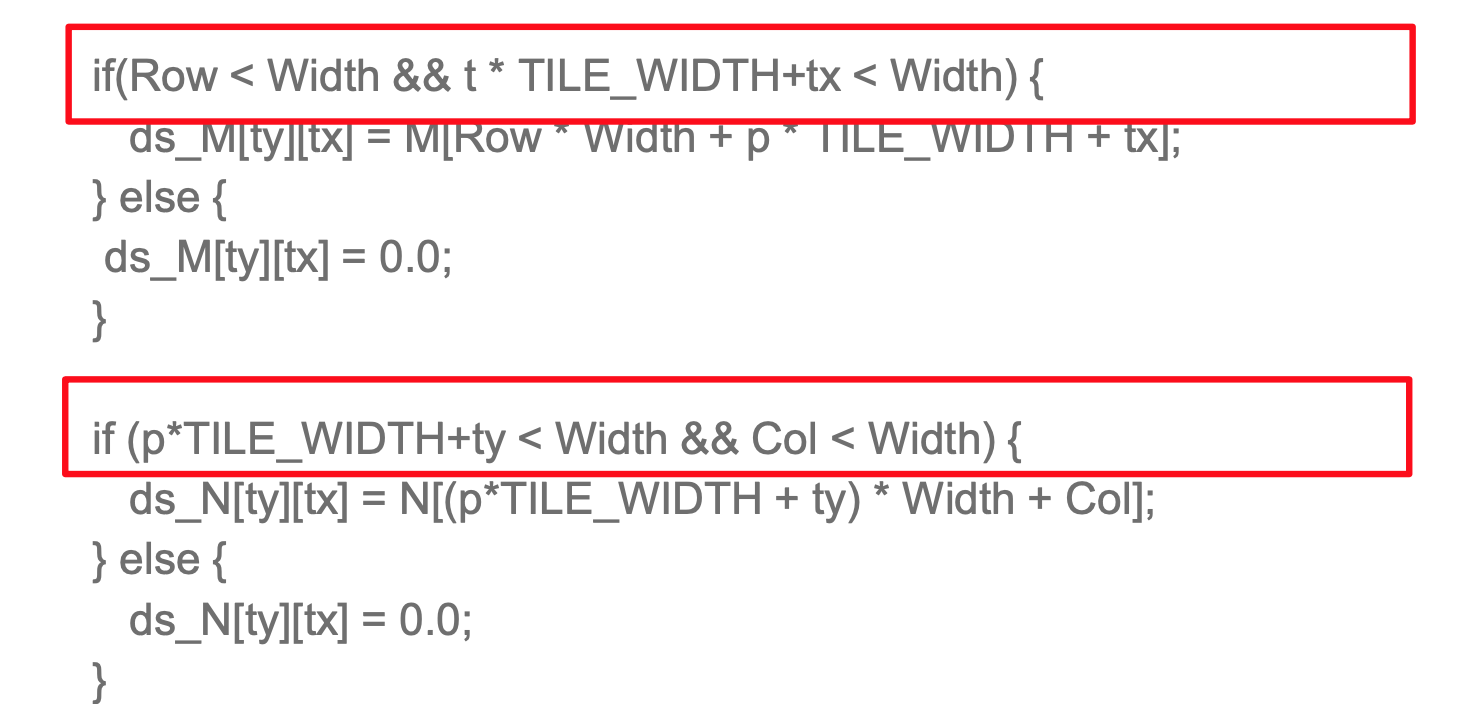 if(Row < Width && t * TILE_WIDTH+tx < Width) {
ds_M[ty][tx] = M[Row * Width + p * TILE_WIDTH + tx];
} else {
ds_M[ty][tx] = 0.0;
}
if (p*TILE_WIDTH+ty < Width && Col < Width) {
ds_N[ty][tx] = N[(p*TILE_WIDTH + ty) * Width + Col];
} else {
ds_N[ty][tx] = 0.0;
}